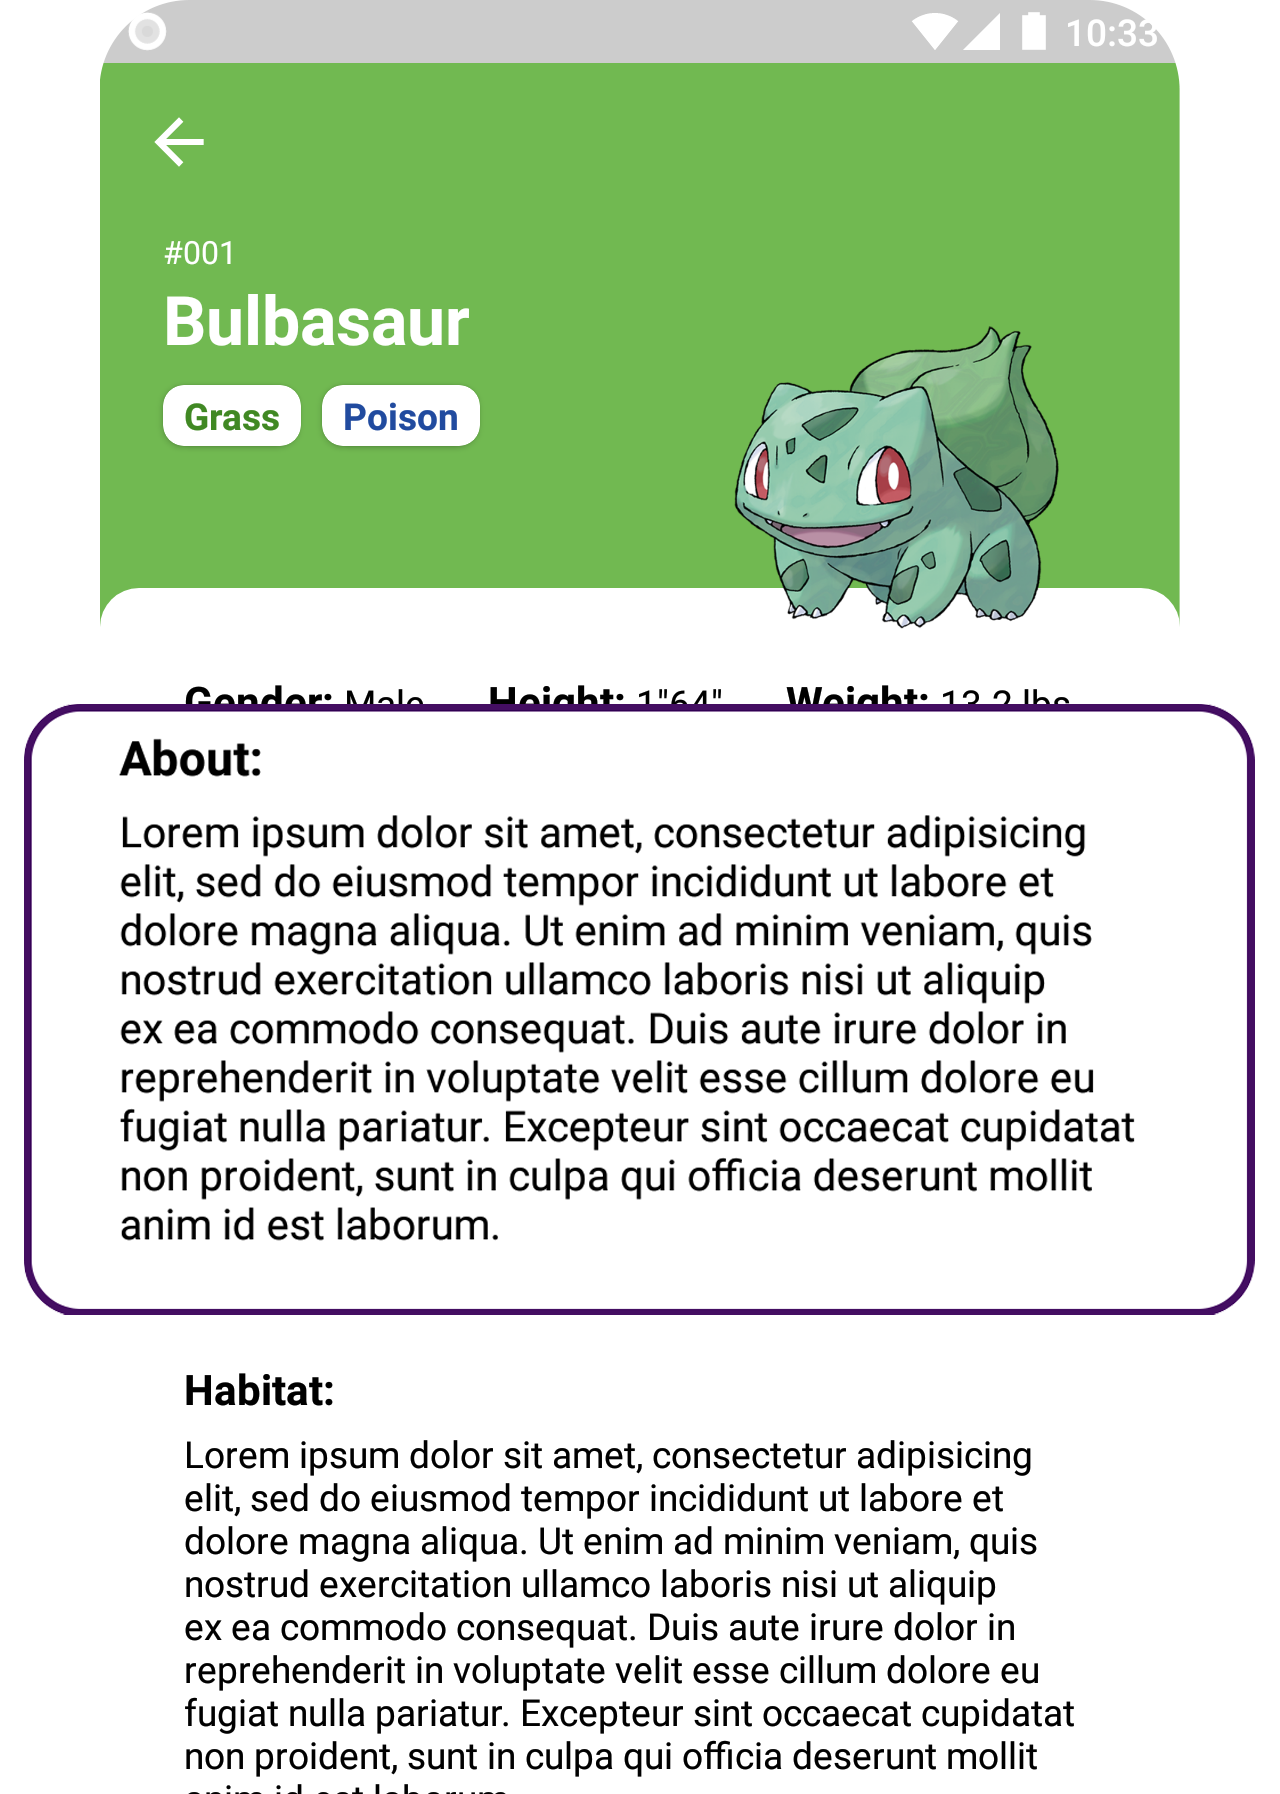 10:33
#001
Bulbasaur
Grass Poison
Gender: Male Height: 1"64" Weight: 13.2 lbs
About:
Lorem ipsum dolor sit amet, consectetur adipisicing
elit, sed do eiusmod tempor incididunt ut labore et
dolore magna aliqua. Ut enim ad minim veniam, quis
nostrud exercitation ullamco laboris nisi ut aliquip
ex ea commodo consequat. Duis aute irure dolor in
reprehenderit in voluptate velit esse cillum dolore eu
fugiat nulla pariatur. Excepteur sint occaecat cupidatat
non proident, sunt in culpa qui officia deserunt mollit
anim id est laborum.
Habitat:
Lorem ipsum dolor sit amet, consectetur adipisicing
elit, sed do eiusmod tempor incididunt ut labore et
dolore magna aliqua. Ut enim ad minim veniam, quis
nostrud exercitation ullamco laboris nisi ut aliquip
ex ea commodo consequat. Duis aute irure dolor in
reprehenderit in voluptate velit esse cillum dolore eu
fugiat nulla pariatur. Excepteur sint occaecat cupidatat
non proident, sunt in culpa qui officia deserunt mollit
anim id est laborum.